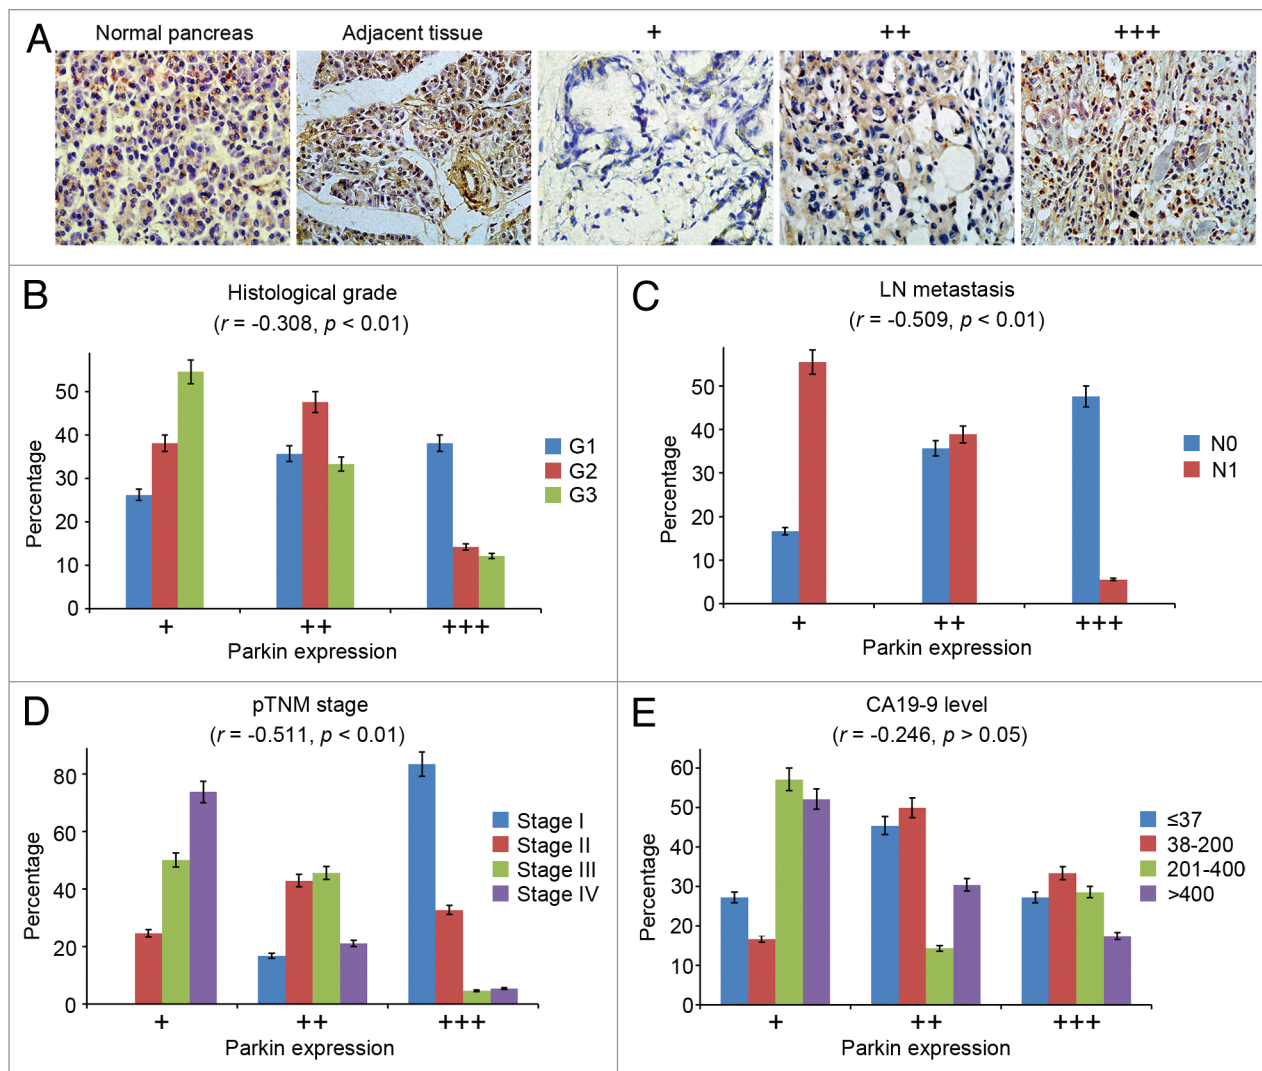 A
Normal pancreas
Adjacent tissue
+
++
+++
B
Histological grade
(r = -0.308, p < 0.01)
Percentage
50
40
30
20
10
0
+
++
+++
Parkin expression
G1
G2
G3
C
LN metastasis
(r = -0.509, p < 0.01)
Percentage
50
40
30
20
10
0
+
++
+++
Parkin expression
N0
N1
D
pTNM stage
(r = -0.511, p < 0.01)
Percentage
80
60
40
20
0
+
++
+++
Parkin expression
Stage I
Stage II
Stage III
Stage IV
E
CA19-9 level
(r = -0.246, p > 0.05)
Percentage
60
50
40
30
20
10
0
+
++
+++
Parkin expression
≤37
38-200
201-400
>400